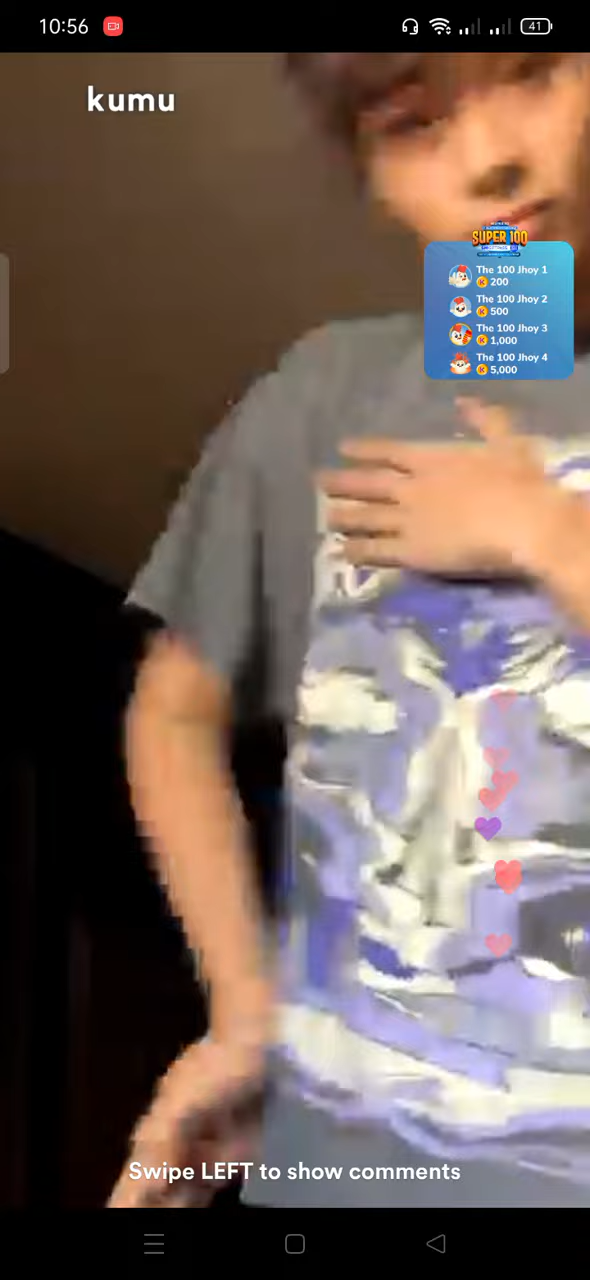 10:56
41
kumu
SUPER 100
The 100 Jhoy 1
200
The 100 Jhoy 2
500
The 100 Jhoy 3
1,000
The 100 Jhoy 4
5,000
Swipe LEFT to show comments